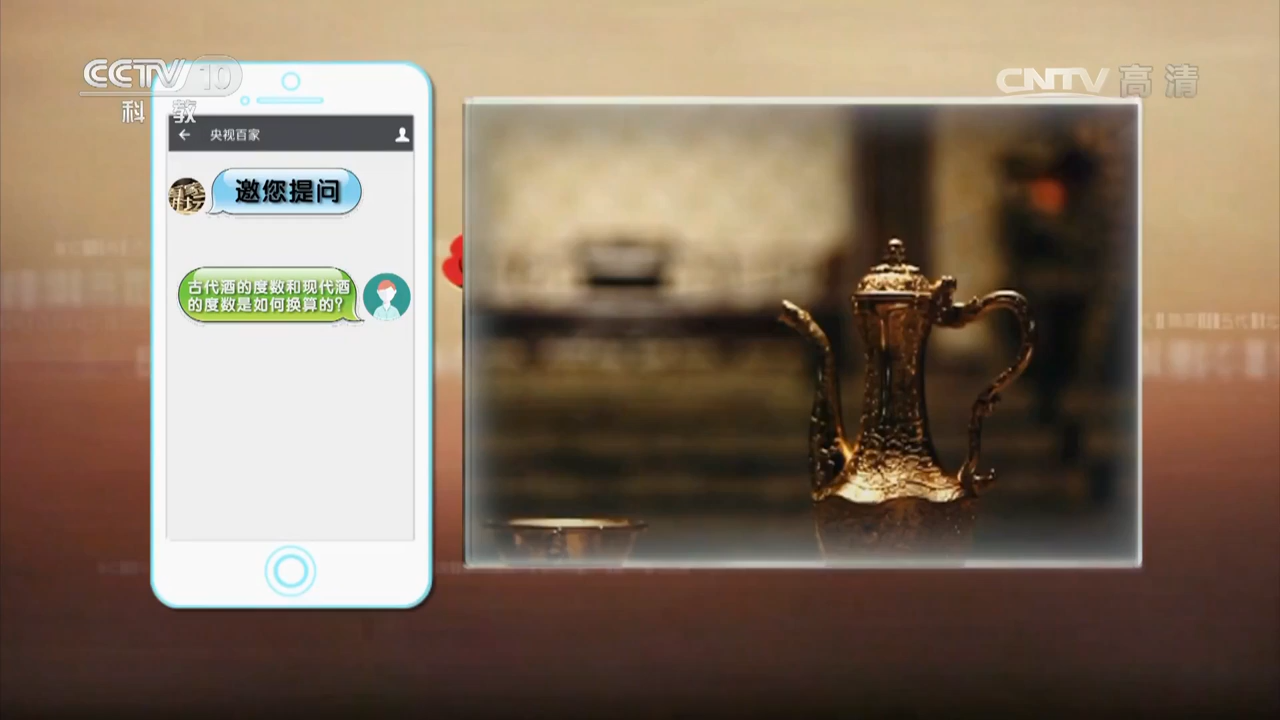 CCTV 10
科教
CNTV 高清
央视百家
邀您提问
古代酒的度数和现代酒
的度数是如何换算的?